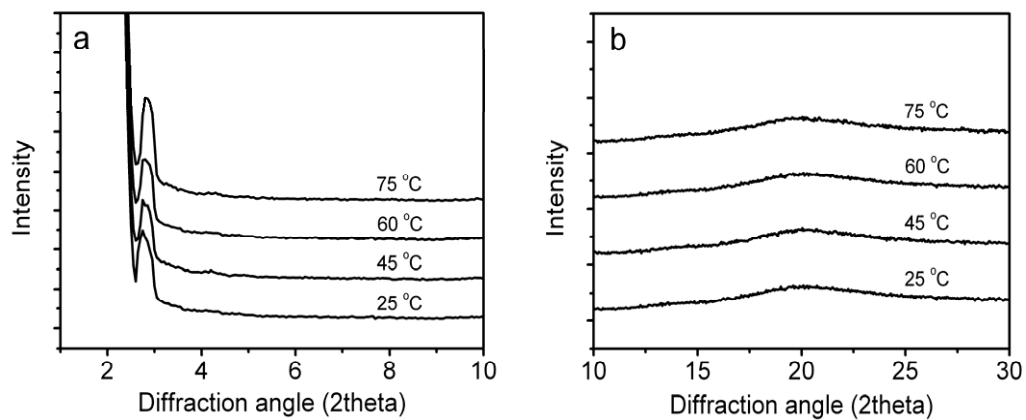 a
Intensity
75 °C
60 °C
45 °C
25 °C
2 4 6 8 10
Diffraction angle (2theta)
b
Intensity
75 °C
60 °C
45 °C
25 °C
10 15 20 25 30
Diffraction angle (2theta)